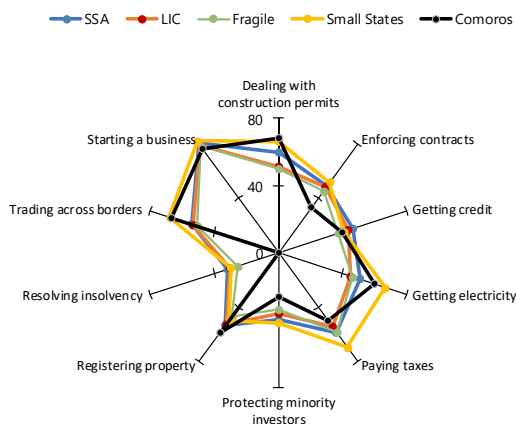 SSA LIC Fragile Small States Comoros
Dealing with
construction permits
80
Starting a business
Enforcing contracts
40
Trading across borders
Getting credit
0
Resolving insolvency
Getting electricity
Registering property
Paying taxes
Protecting minority
investors